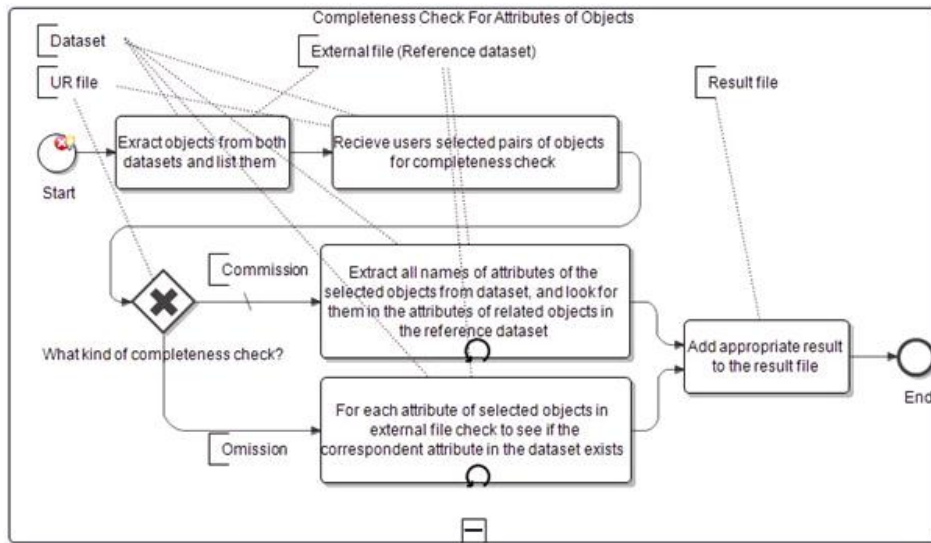 Completeness Check For Attributes of Objects
Dataset
External file (Reference dataset)
UR file
Result file
Exract objects from both
datasets and list them
Recieve users selected pairs of objects
for completeness check
Start
Commission
Extract all names of attributes of the
selected objects from dataset, and look for
them in the attributes of related objects in
the reference dataset
What kind of completeness check?
Add appropriate result
to the result file
End
For each attribute of selected objects in
external file check to see if the
correspondent attribute in the dataset exists
Omission